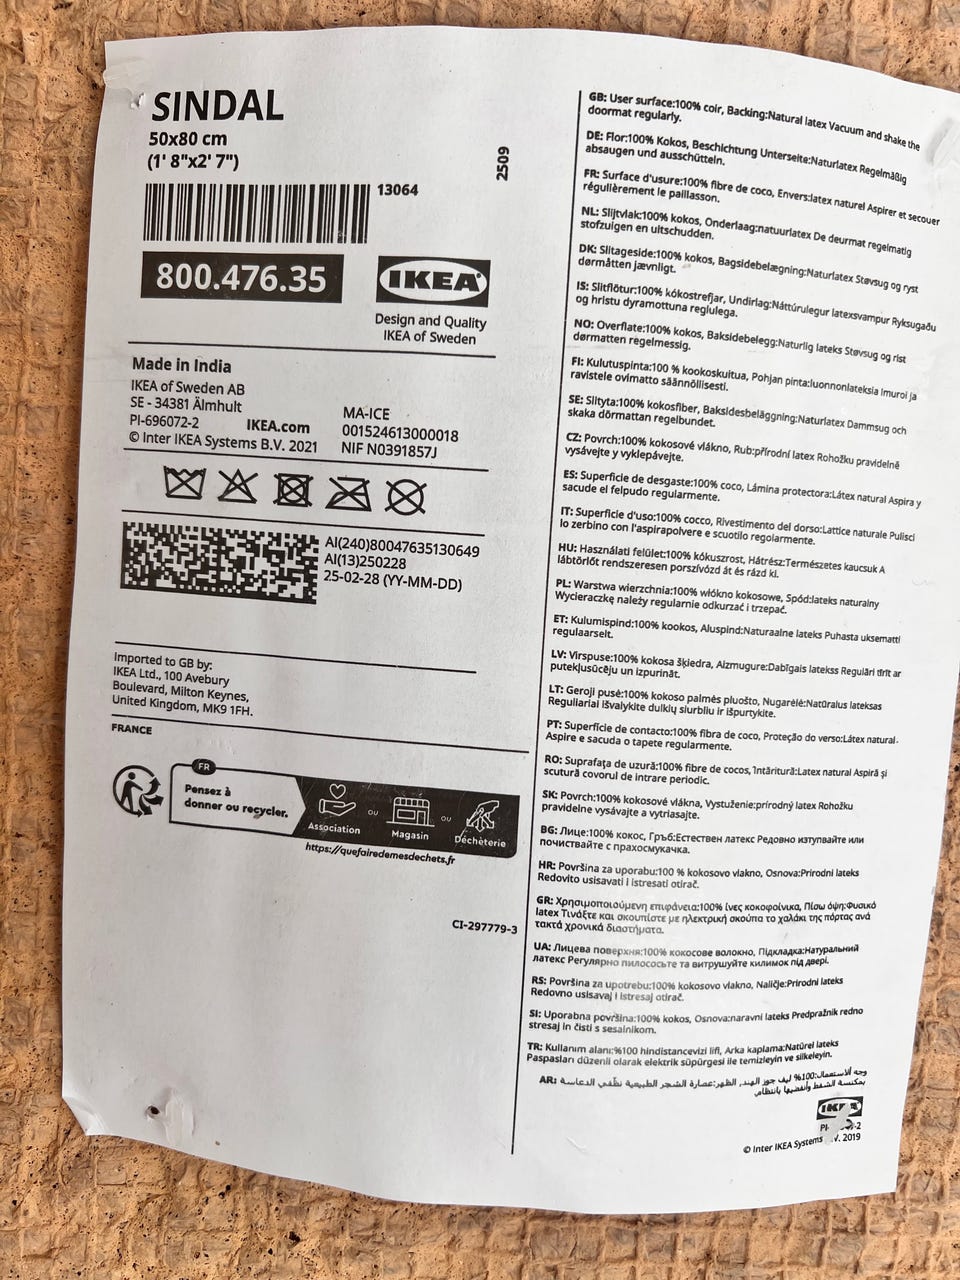 SINDAL
50x80 cm
(1' 8"x2' 7")
2509
13064
800.476.35
IKEA
Design and Quality
IKEA of Sweden
Made in India
IKEA of Sweden AB
SE - 34381 Älmhult
PI-696072-2
IKEA.com
© Inter IKEA Systems B.V. 2021
MA-ICE
001524613000018
NIF N0391857J
AI(240)80047635130649
AI(13)250228
25-02-28 (YY-MM-DD)
Imported to GB by:
IKEA Ltd., 100 Avebury
Boulevard, Milton Keynes,
United Kingdom, MK9 1FH.
FRANCE
FR
Pensez à
donner ou recycler.
Association
OU
Magasin
OU
Déchèterie
https://quefairedemesdechets.fr
CI-297779-3
GB: User surface:100% coir, Backing:Natural latex Vacuum and shake the
doormat regularly.
DE: Flor:100% Kokos, Beschichtung Unterseite:Naturlatex Regelmäßig
absaugen und ausschütteln.
FR: Surface d'usure:100% fibre de coco, Envers:latex naturel Aspirer et secouer
régulièrement le paillasson.
NL: Slijtvlak:100% kokos, Onderlaag:natuurlatex De deurmat regelmatig
stofzuigen en uitschudden.
DK: Slitageside:100% kokos, Bagsidebelægning:Naturlatex Støvsug og ryst
dørmåtten jævnligt.
IS: Slitflötur:100% kókostrefjar, Undirlag:Náttúrulegur latexsvampur Ryksugaðu
og hristu dyramottuna reglulega.
NO: Overflate:100% kokos, Baksidebelegg:Naturlig lateks Støvsug og rist
dørmatten regelmessig.
FI: Kulutuspinta:100 % kookoskuitua, Pohjan pinta:luonnonlateksia Imuroi ja
ravistele ovimatto säännöllisesti.
SE: Slityta:100% kokosfiber, Baksidesbeläggning:Naturlatex Dammsug och
skaka dörmattan regelbundet.
CZ: Povrch:100% kokosové vlákno, Rub:přírodní latex Rohožku pravidelně
vysávejte y vyklepávejte.
ES: Superficie de desgaste:100% coco, Lámina protectora:Látex natural Aspira y
sacude el felpudo regularmente.
IT: Superficie d'uso:100% cocco, Rivestimento del dorso:Lattice naturale Pulisci
lo zerbino con l'aspirapolvere e scuotilo regolarmente.
HU: Használati felület:100% kókuszrost, Hátrész:Természetes kaucsuk A
lábtörlőt rendszeresen porszívózd át és rázd ki.
PL: Warstwa wierzchnia:100% włókno kokosowe, Spód:lateks naturalny
Wycieraczkę należy regularnie odkurzać i trzepać.
ET: Kulumispind:100% kookos, Aluspind:Naturaalne lateks Puhasta uksematti
regulaarselt.
LV: Virspuse:100% kokosa šķiedra, Aizmugure:Dabīgais latekss Regulāri tīrīt ar
putekļusūcēju un izpurināt.
LT: Geroji pusė:100% kokoso palmės pluošto, Nugarėlė:Natūralus lateksas
Reguliariai išvalykite dulkių siurbliu ir išpurtykite.
PT: Superfície de contacto:100% fibra de coco, Proteção do verso:Látex natural-
Aspire e sacuda o tapete regularmente.
RO: Suprafaţa de uzură:100% fibre de cocos, Întăritură:Latex natural Aspiră şi
scutură covorul de intrare periodic.
SK: Povrch:100% kokosové vlákna, Vystuženie:prírodný latex Rohožku
pravidelne vysávajte a vytriasajte.
BG: Лице:100% кокос, Гръб:Естествен латекс Редовно изтупвайте или
почиствайте с прахосмукачка.
HR: Površina za uporabu:100 % kokosovo vlakno, Osnova:Prirodni lateks
Redovito usisavati i istresati otirač.
GR: Χρησιμοποιούμενη επιφάνεια:100% ίνες κοκοφοίνικα, Πίσω όψη:Φυσικό
latex Τινάξτε και σκουπίστε με ηλεκτρική σκούπα το χαλάκι της πόρτας ανά
τακτά χρονικά διαστήματα.
UA: Лицева поверхня:100% кокосове волокно, Підкладка:Натуральний
латекс Регулярно пилососьте та витрушуйте килимок під двері.
RS: Površina za upotrebu:100% kokosovo vlakno, Naličje:Prirodni lateks
Redovno usisavaj i istresaj otirač.
SI: Uporabna površina:100% kokos, Osnova:naravni lateks Predpražnik redno
stresaj in čisti s sesalnikom.
TR: Kullanım alanı:%100 hindistancevizi lifi, Arka kaplama:Natürel lateks
Paspasları düzenli olarak elektrik süpürgesi ile temizleyin ve silkeleyin.
AR: وجه ألاستعمال:100% ليف جوز الهند, الظهر:عصارة الشجر الطبيعية نظّفي الدعاسة
بمكنسة الشفط وأنفضيها بانتظام.
IKEA
© Inter IKEA Systems
2019